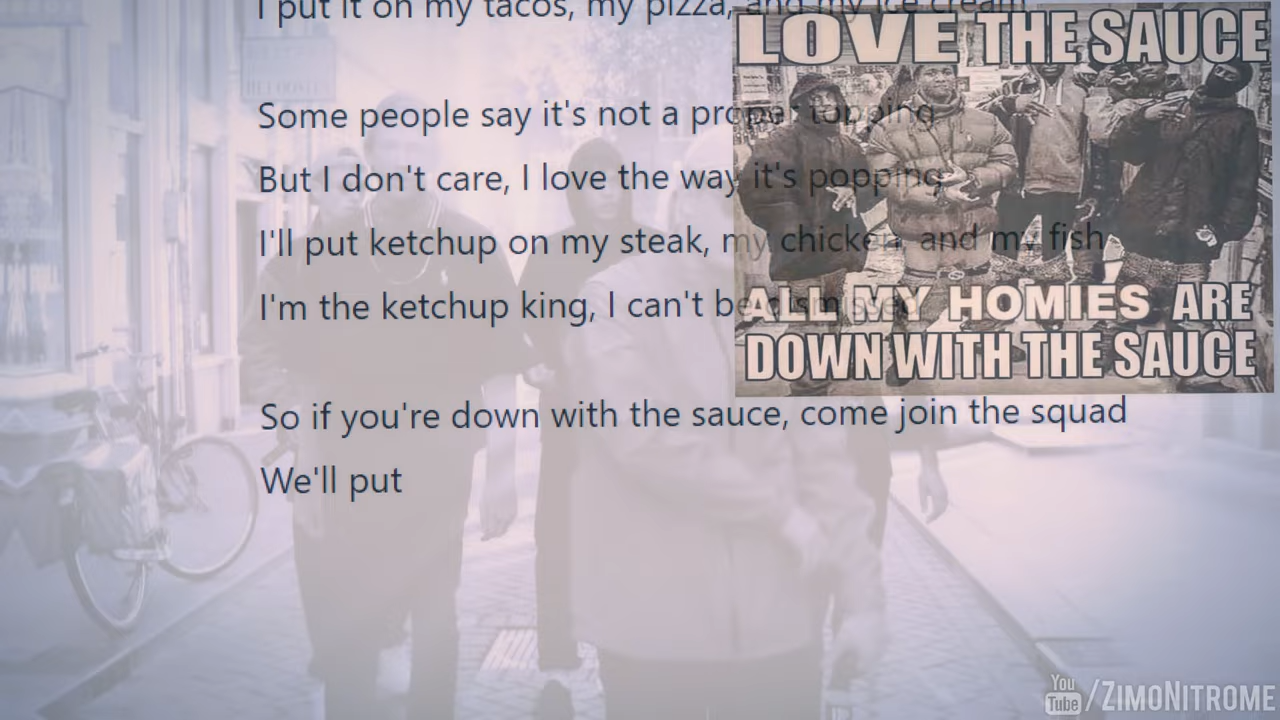 I put it on my tacos, my pizza, and my ice cream
Some people say it's not a proper topping
But I don't care, I love the way it's popping
I'll put ketchup on my steak, my chicken, and my fish
I'm the ketchup king, I can't be dismissed
So if you're down with the sauce, come join the squad
We'll put
LOVE THE SAUCE
ALL MY HOMIES ARE
DOWN WITH THE SAUCE
You
Tube /ZIMONITROME